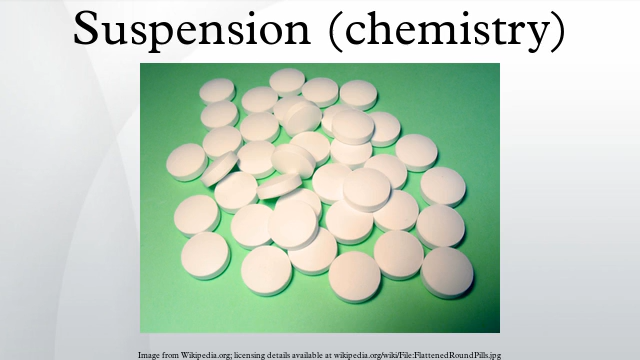 Suspension (chemistry)
Image from Wikipedia.org; licensing details available at wikipedia.org/wiki/File:FlattenedRoundPills.jpg